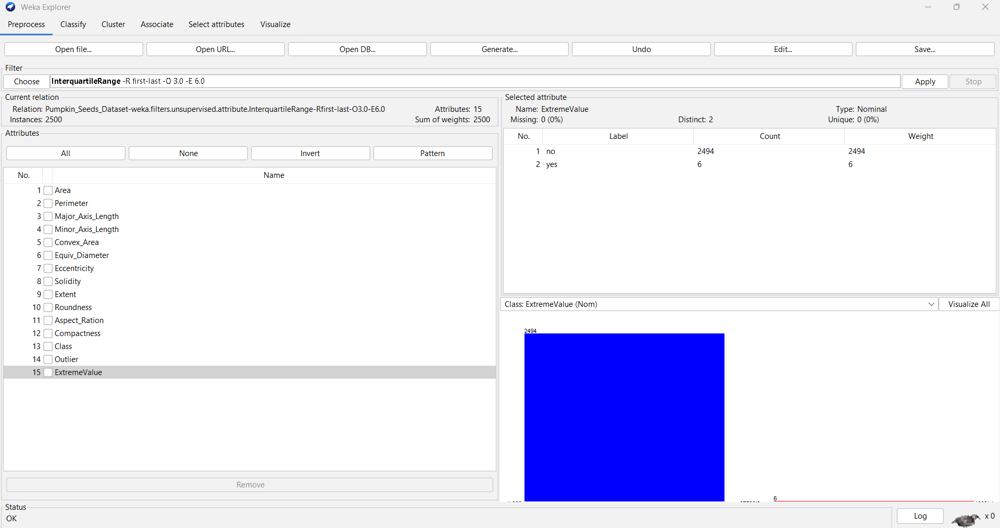 Weka Explorer
Preprocess Classify Cluster Associate Select attributes Visualize
Open file... Open URL... Open DB... Generate... Undo Edit... Save...
Filter
Choose InterquartileRange -R first-last -O 3.0 -E 6.0 Apply Stop
Current relation
Relation: Pumpkin_Seeds_Dataset-weka.filters.unsupervised.attribute.InterquartileRange-Rfirst-last-O3.0-E6.0 Attributes: 15
Instances: 2500 Sum of weights: 2500
Attributes
All None Invert Pattern
No. Name
1 Area
2 Perimeter
3 Major_Axis_Length
4 Minor_Axis_Length
5 Convex_Area
6 Equiv_Diameter
7 Eccentricity
8 Solidity
9 Extent
10 Roundness
11 Aspect_Ration
12 Compactness
13 Class
14 Outlier
15 ExtremeValue
Remove
Selected attribute
Name: ExtremeValue Type: Nominal
Missing: 0 (0%) Distinct: 2 Unique: 0 (0%)
No. Label Count Weight
1 no 2494 2494
2 yes 6 6
Class: ExtremeValue (Nom) Visualize All
2494
6
Status
OK
Log x 0